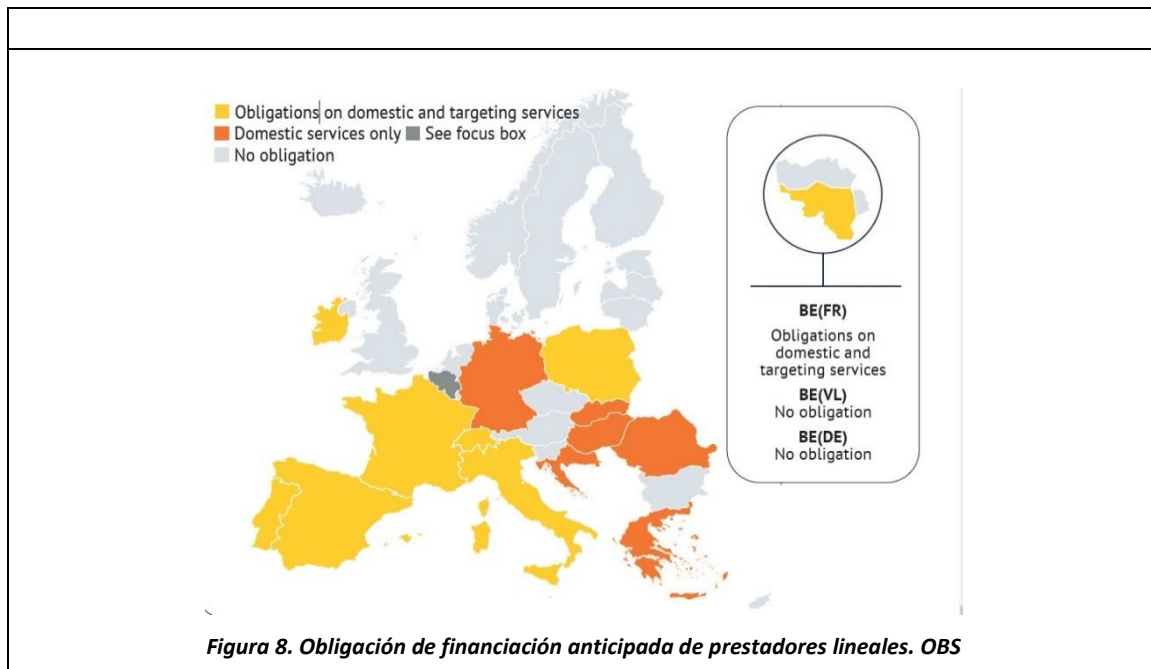 Obligations on domestic and targeting services
Domestic services only See focus box
No obligation
BE(FR)
Obligations on
domestic and
targeting services
BE(VL)
No obligation
BE(DE)
No obligation
Figura 8. Obligación de financiación anticipada de prestadores lineales. OBS